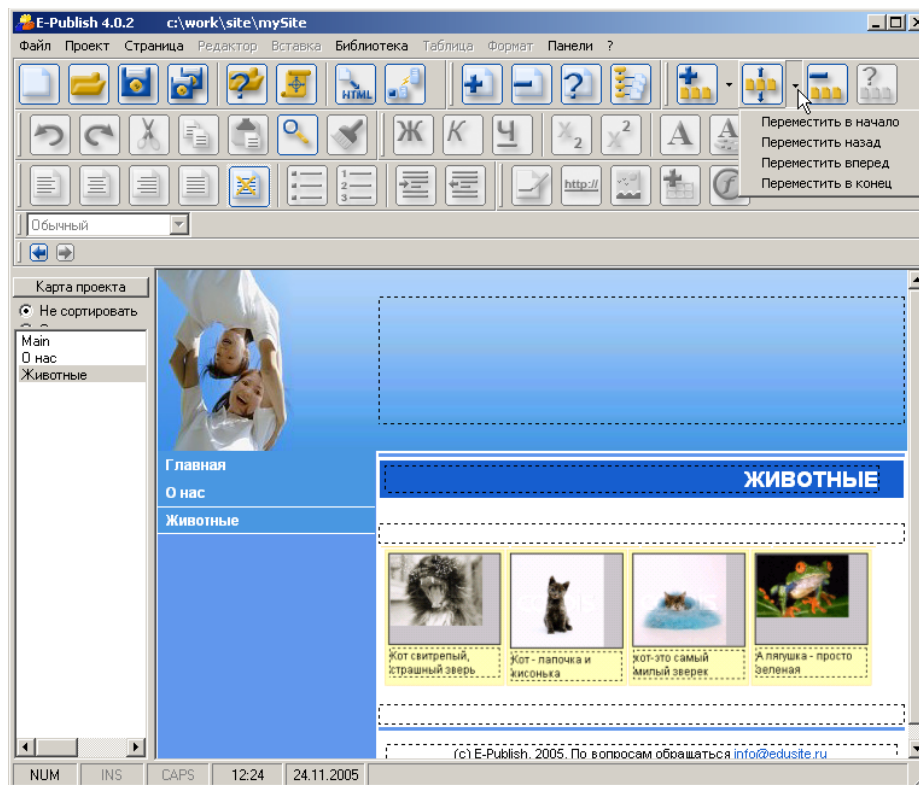 E-Publish 4.0.2 c:\work\site\mySite
Файл Проект Страница Редактор Вставка Библиотека Таблица Формат Панели ?
HTML
Ж К Ч X₂ x² A A
Переместить в начало
Переместить назад
Переместить вперед
Переместить в конец
http://
Обычный
Карта проекта
Не сортировать
Main
О нас
Животные
Главная
О нас
Животные
ЖИВОТНЫЕ
Кот свитрепый,
страшный зверь
Кот - лапочка и
кисонька
кот-это самый
милый зверек
А лягушка - просто
зеленая
(c) E-Publish, 2005. По вопросам обращаться info@edusite.ru
NUM INS CAPS 12:24 24.11.2005